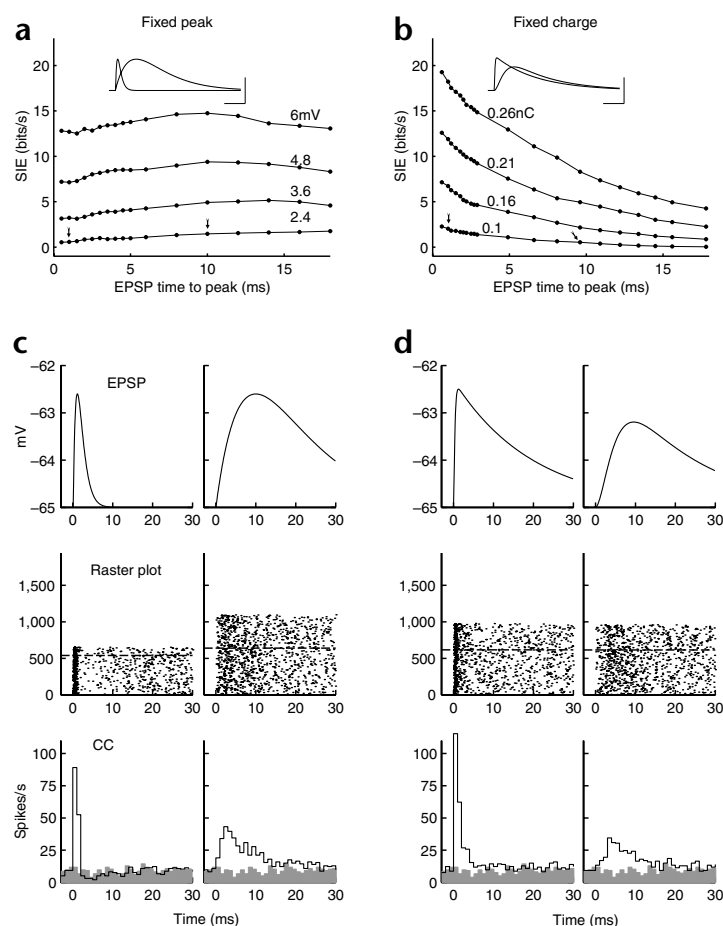 a
Fixed peak
SIE (bits/s)
20
15
10
5
0
6mV
4.8
3.6
2.4
0 5 10 15
EPSP time to peak (ms)
b
Fixed charge
SIE (bits/s)
20
15
10
5
0
0.26nC
0.21
0.16
0.1
0 5 10 15
EPSP time to peak (ms)
c
EPSP
mV
−62
−63
−64
−65
0 10 20 30
0 10 20 30
Raster plot
1,500
1,000
500
0
0 10 20 30
0 10 20 30
CC
Spikes/s
100
75
50
25
0
0 10 20 30
0 10 20 30
Time (ms)
d
−62
−63
−64
−65
0 10 20 30
0 10 20 30
1,500
1,000
500
0
0 10 20 30
0 10 20 30
100
75
50
25
0
0 10 20 30
0 10 20 30
Time (ms)